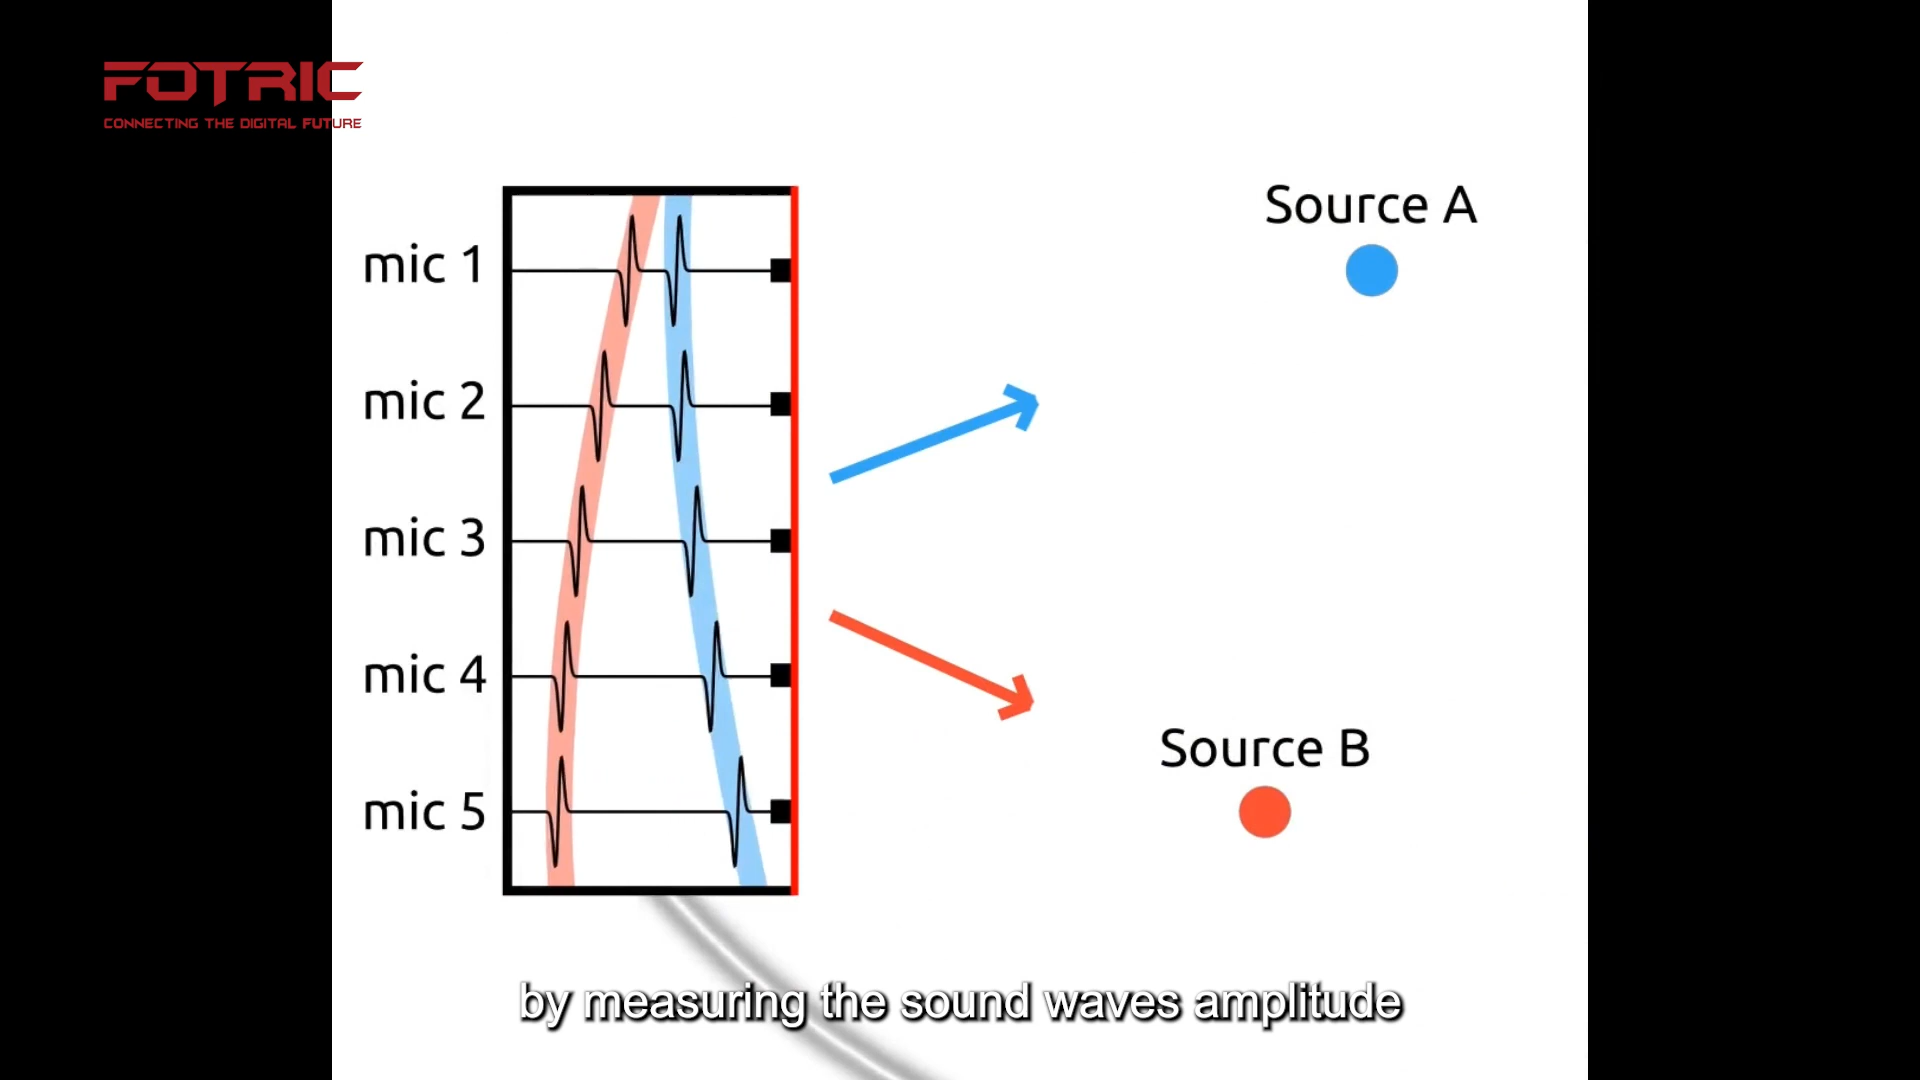 FOTRIC
CONNECTING THE DIGITAL FUTURE
Source A
mic 1
mic 2
mic 3
mic 4
Source B
mic 5
by measuring the sound waves amplitude